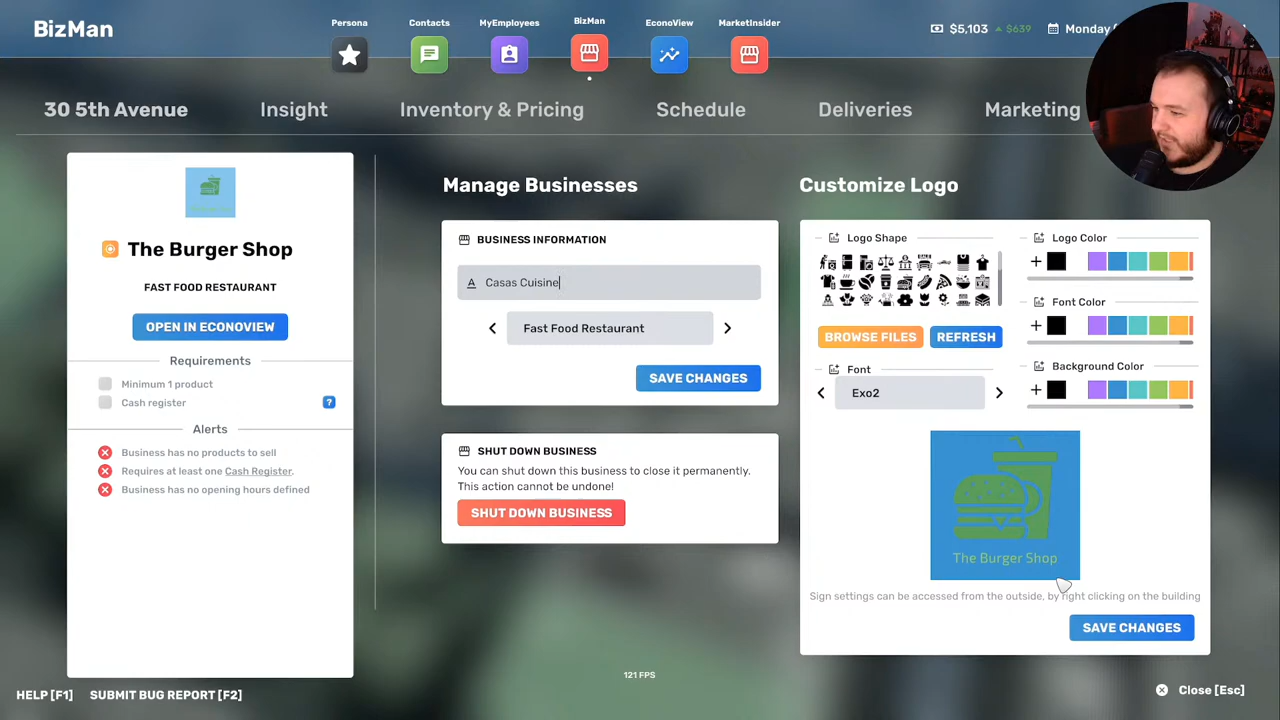 BizMan
Persona
Contacts
MyEmployees
BizMan
EconoView
MarketInsider
$5,103 $639
Monday
30 5th Avenue
Insight
Inventory & Pricing
Schedule
Deliveries
Marketing
The Burger Shop
FAST FOOD RESTAURANT
OPEN IN ECONOVIEW
Requirements
Minimum 1 product
Cash register
?
Alerts
Business has no products to sell
Requires at least one Cash Register.
Business has no opening hours defined
Manage Businesses
BUSINESS INFORMATION
Casas Cuisine
Fast Food Restaurant
SAVE CHANGES
SHUT DOWN BUSINESS
You can shut down this business to close it permanently.
This action cannot be undone!
SHUT DOWN BUSINESS
Customize Logo
Logo Shape
BROWSE FILES
REFRESH
Font
Exo2
Logo Color
Font Color
Background Color
The Burger Shop
Sign settings can be accessed from the outside, by right clicking on the building
SAVE CHANGES
121 FPS
HELP [F1]
SUBMIT BUG REPORT [F2]
Close [Esc]